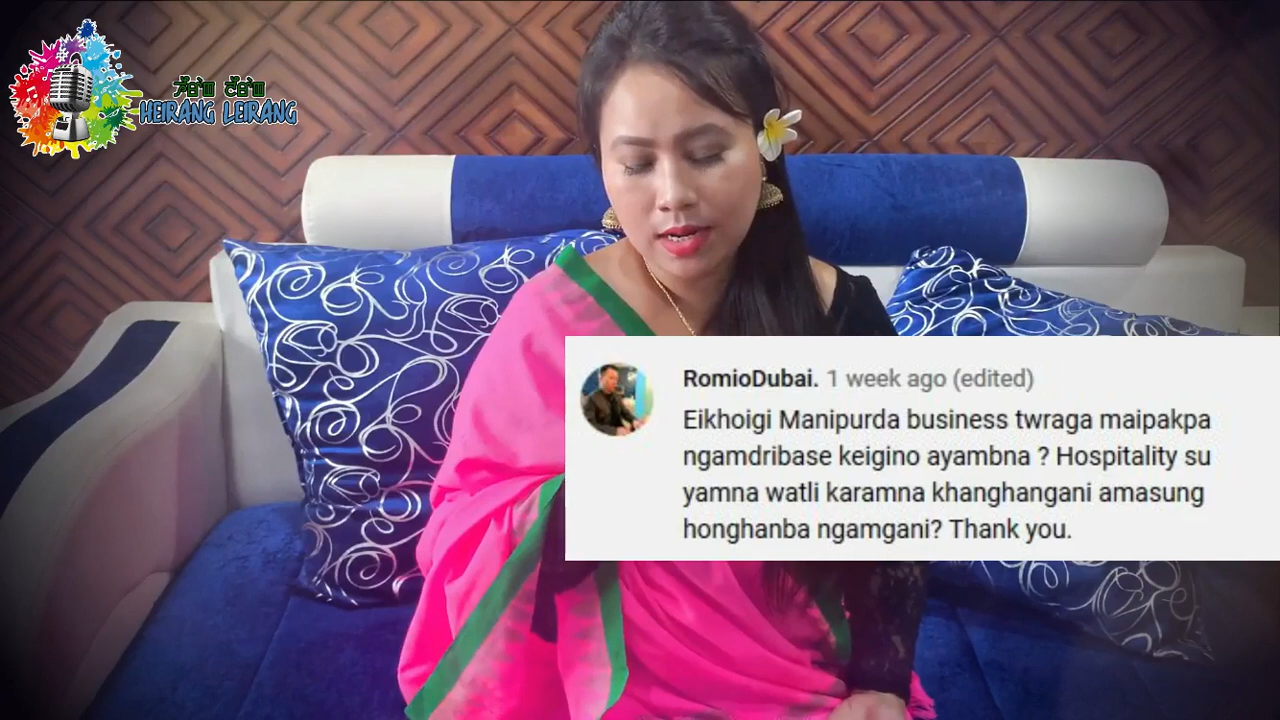 HEIRANG LEIRANG
RomioDubai. 1 week ago (edited)
Eikhoigi Manipurda business twraga maipakpa
ngamdribase keigino ayambna ? Hospitality su
yamna watli karamna khanghangani amasung
honghanba ngamgani? Thank you.